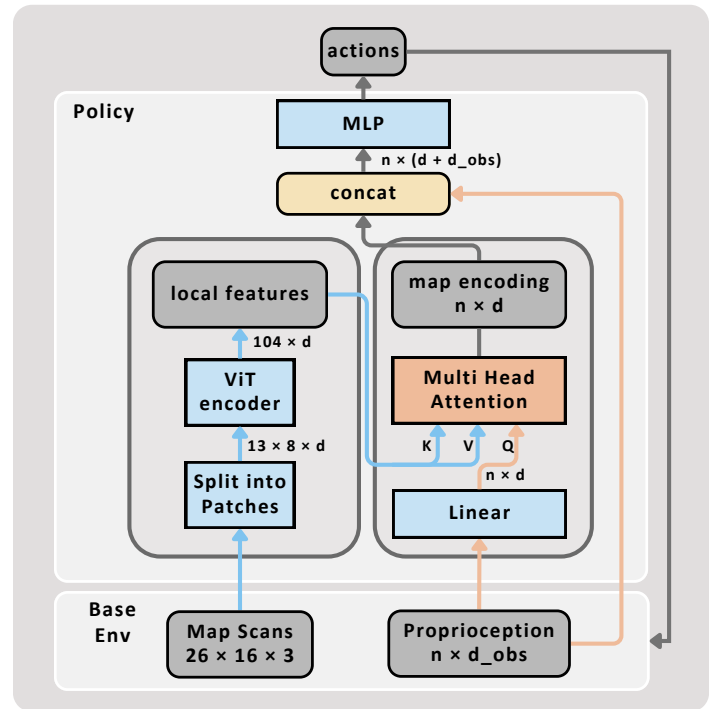 actions
Policy
MLP
n × (d + d_obs)
concat
local features
map encoding
n × d
104 × d
ViT
encoder
Multi Head
Attention
13 × 8 × d
K
V
Q
n × d
Split into
Patches
Linear
Base
Env
Map Scans
26 × 16 × 3
Proprioception
n × d_obs